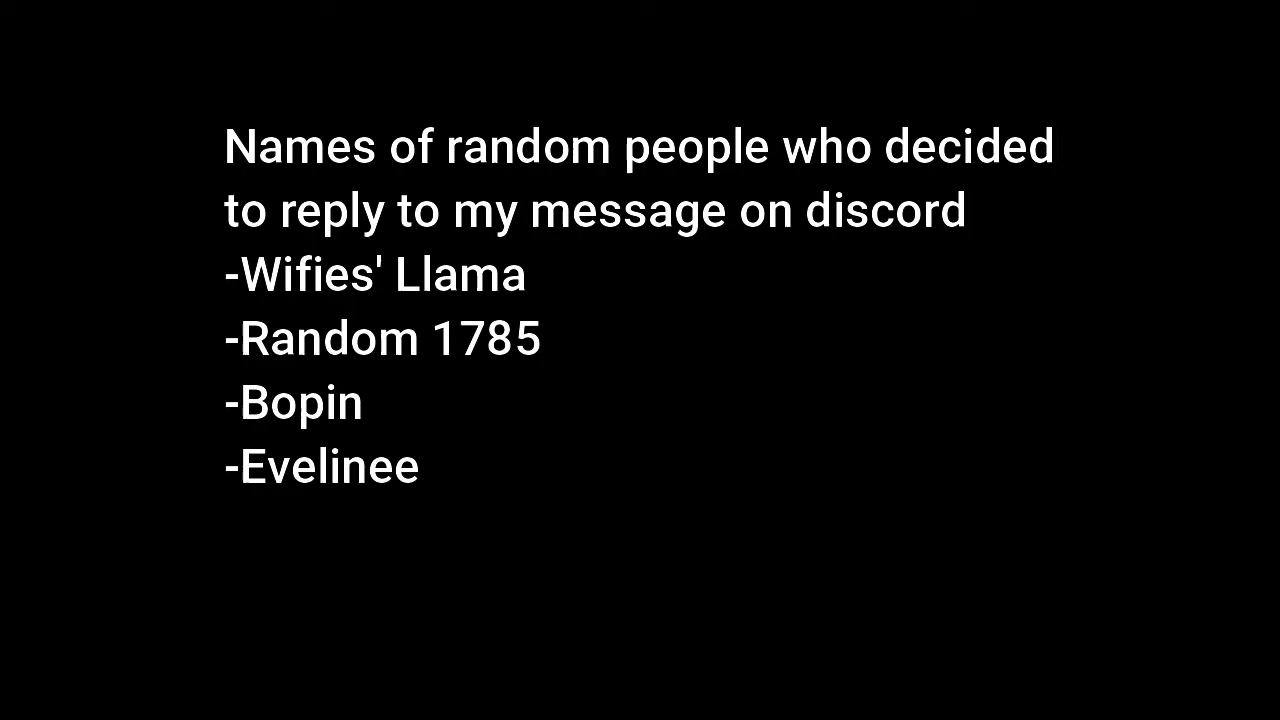 Names of random people who decided
to reply to my message on discord
-Wifies' Llama
-Random 1785
-Bopin
-Evelinee